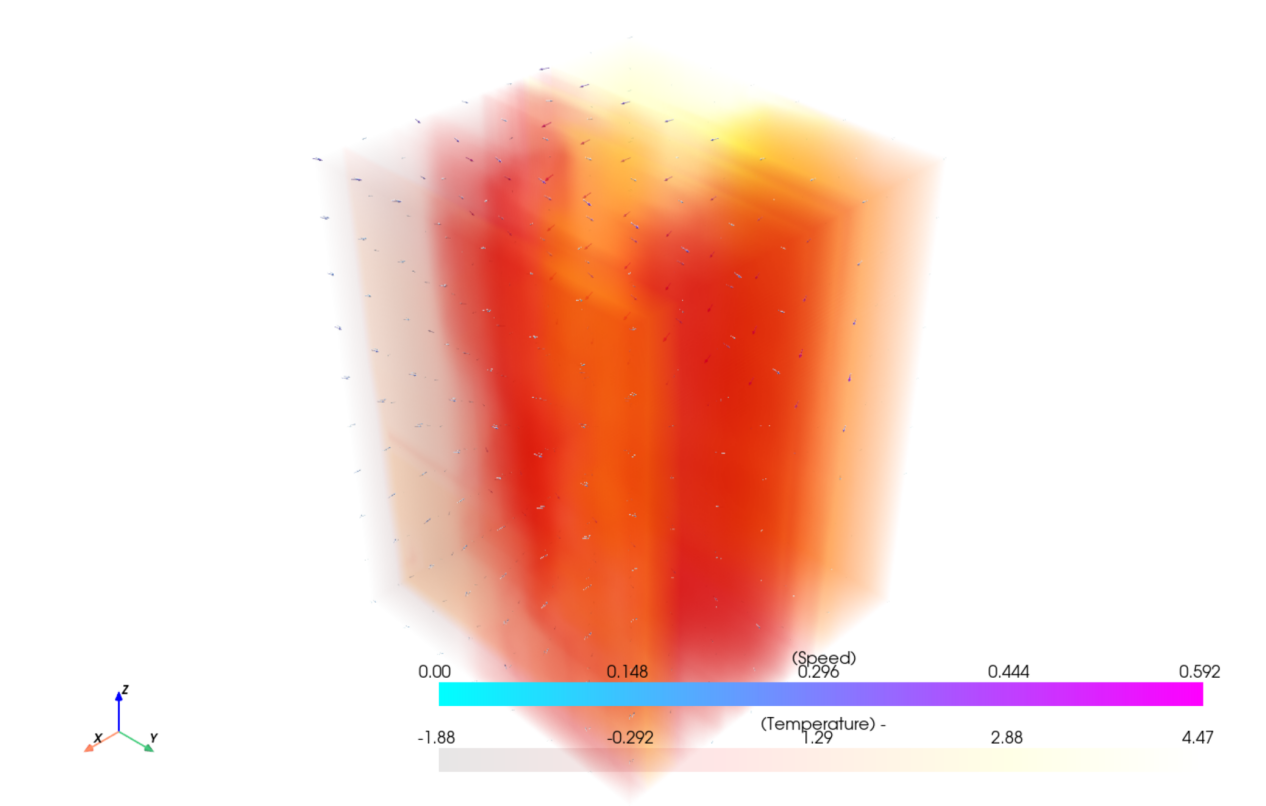 (Speed)
0.00 0.148 0.296 0.444 0.592
(Temperature) -
-1.88 -0.292 1.29 2.88 4.47
Z
X Y